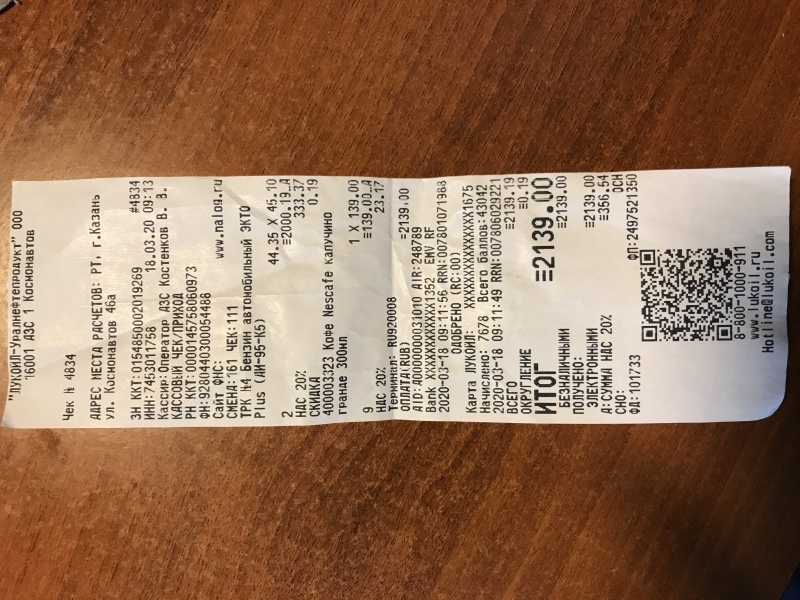 "ЛУКОЙЛ-Уралнефтепродукт" ООО
16001 АЗС 1 Космонавтов
Чек № 4834
АДРЕС МЕСТА РАСЧЕТОВ: РТ, г.Казань
ул. Космонавтов 46а
ЗН ККТ: 0154850002019269 #4834
ИНН: 7453011758 18.03.20 09:13
Кассир: Оператор АЗС Костенков В. В.
КАССОВЫЙ ЧЕК/ПРИХОД
РН ККТ: 0000145758060973
ФН: 9280440300054488
Сайт ФНС: www.nalog.ru
СМЕНА: 161 ЧЕК: 111
ТРК №4 Бензин автомобильный ЭКТО
Plus (АИ-95-К5)
44.35 X 45.10
2 ≡2000.19_А
НДС 20% 333.37
СКИДКА 0.19
400003323 Кофе Nescafe капучино
гранде 300мл
1 X 139.00
9 ≡139.00_А
НДС 20% 23.17
Терминал: RU920008
ОПЛАТА(RUB) =2139.00
AID: A0000000031010 ATR: 248789
2020-03-18 09:11:56 RRN: 007801071988
Bank XXXXXXXXXXXX1352 EMV RF
ОДОБРЕНО (RC:00)
Карта ЛУКОЙЛ: XXXXXXXXXXXXXXX1675
Начислено: 7678 Всего Баллов: 43042
2020-03-18 09:11:49 RRN: 007806029221
ВСЕГО ≡2139.19
ОКРУГЛЕНИЕ ≡0.19
ИТОГ ≡2139.00
БЕЗНАЛИЧНЫМИ ≡2139.00
ПОЛУЧЕНО:
ЭЛЕКТРОННЫМИ ≡2139.00
А: СУММА НДС 20% ≡356.54
СНО: ОСН
ФД: 101733 ФП: 2497521350
www.lukoil.ru
8-800-1000-911
Hotline@lukoil.com